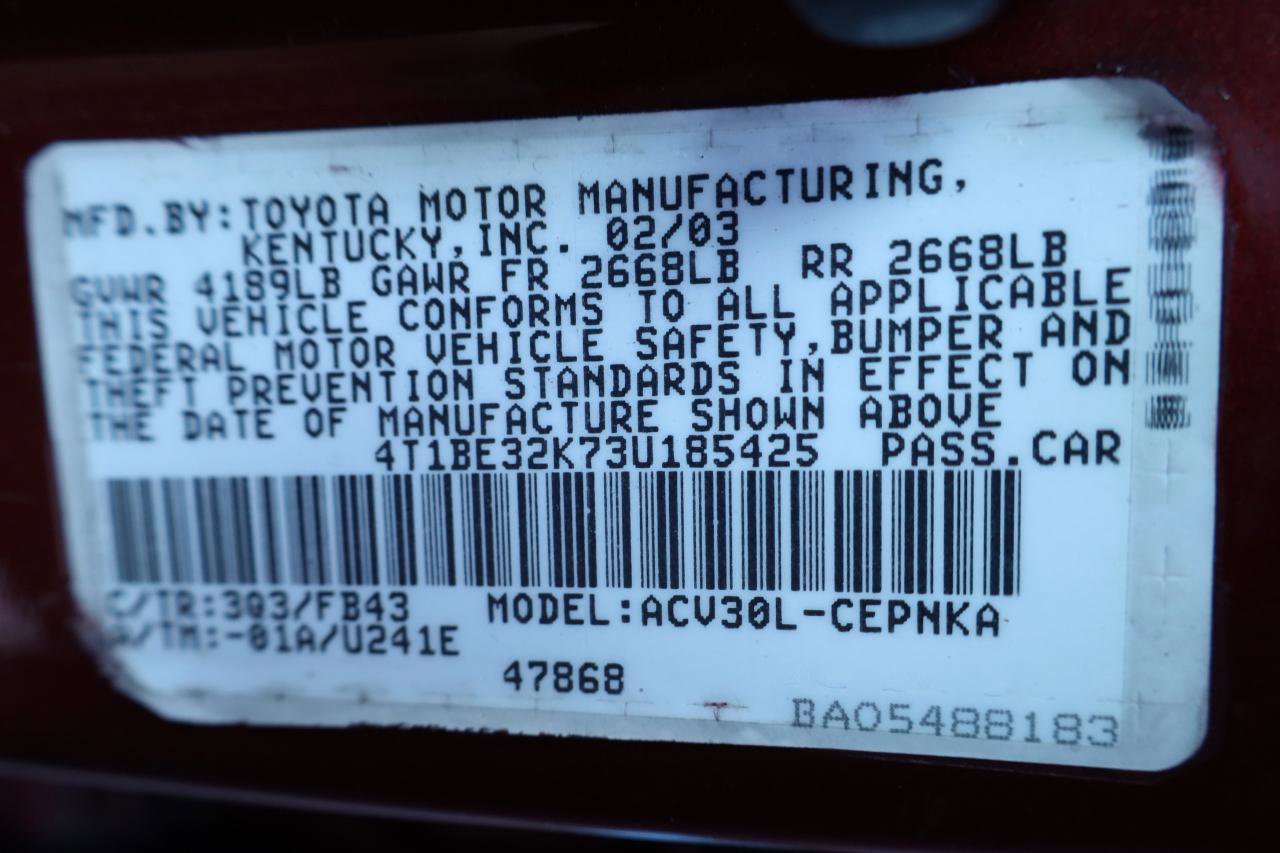 MFD.BY:TOYOTA MOTOR MANUFACTURING,
KENTUCKY,INC. 02/03
GVWR 4189LB GAWR FR 2668LB RR 2668LB
THIS VEHICLE CONFORMS TO ALL APPLICABLE
FEDERAL MOTOR VEHICLE SAFETY,BUMPER AND
THEFT PREVENTION STANDARDS IN EFFECT ON
THE DATE OF MANUFACTURE SHOWN ABOVE
4T1BE32K73U185425 PASS.CAR
C/TR:3Q3/FB43 MODEL:ACV30L-CEPNKA
A/TM:-01A/U241E
47868
BA05488183